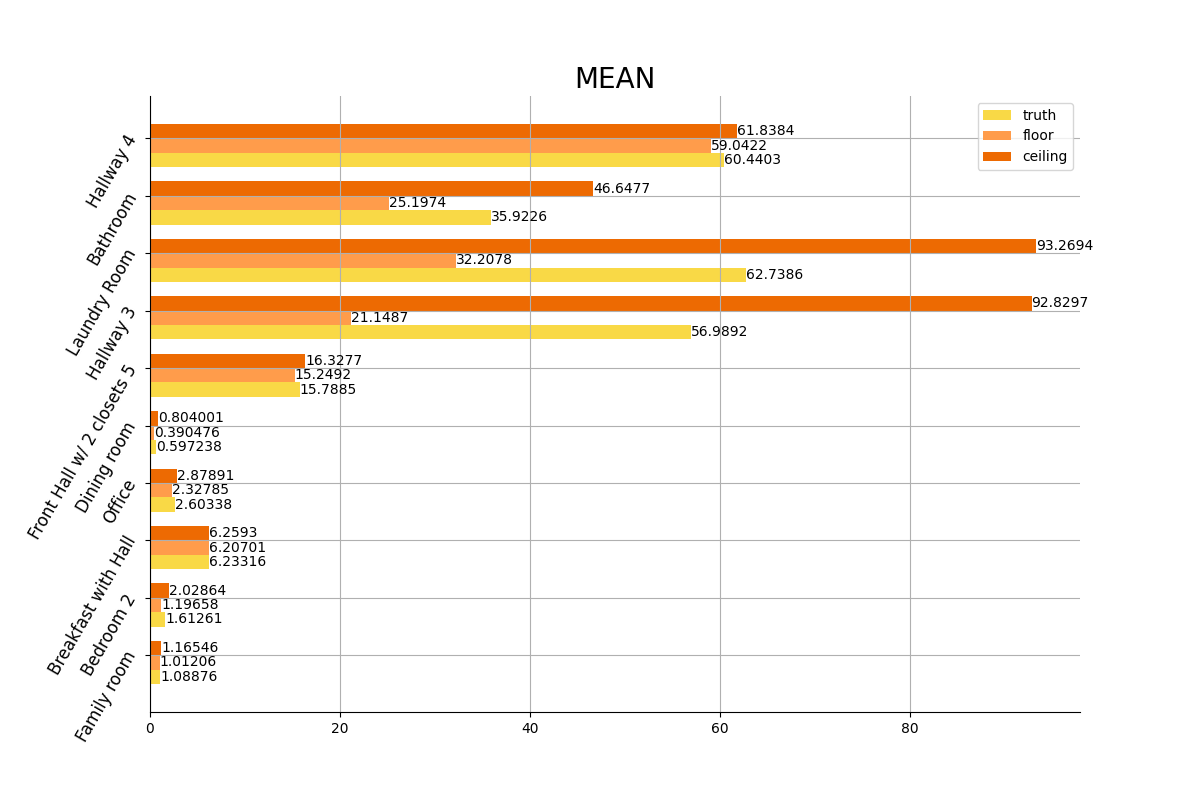 MEAN
truth
floor
ceiling
Hallway 4
61.8384
59.0422
60.4403
Bathroom
46.6477
25.1974
35.9226
Laundry Room
93.2694
32.2078
62.7386
Hallway 3
92.8297
21.1487
56.9892
Front Hall w/ 2 closets 5
16.3277
15.2492
15.7885
Dining room
0.804001
0.390476
0.597238
Office
2.87891
2.32785
2.60338
Breakfast with Hall
6.2593
6.20701
6.23316
Bedroom 2
2.02864
1.19658
1.61261
Family room
1.16546
1.01206
1.08876
0 20 40 60 80